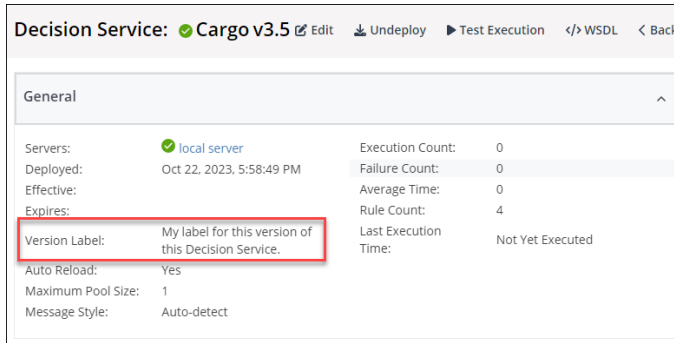 Decision Service: Cargo v3.5 Edit Undeploy Test Execution </> WSDL < Back
General
Servers: local server
Deployed: Oct 22, 2023, 5:58:49 PM
Effective:
Expires:
Version Label: My label for this version of
this Decision Service.
Auto Reload: Yes
Maximum Pool Size: 1
Message Style: Auto-detect
Execution Count: 0
Failure Count: 0
Average Time: 0
Rule Count: 4
Last Execution
Time: Not Yet Executed